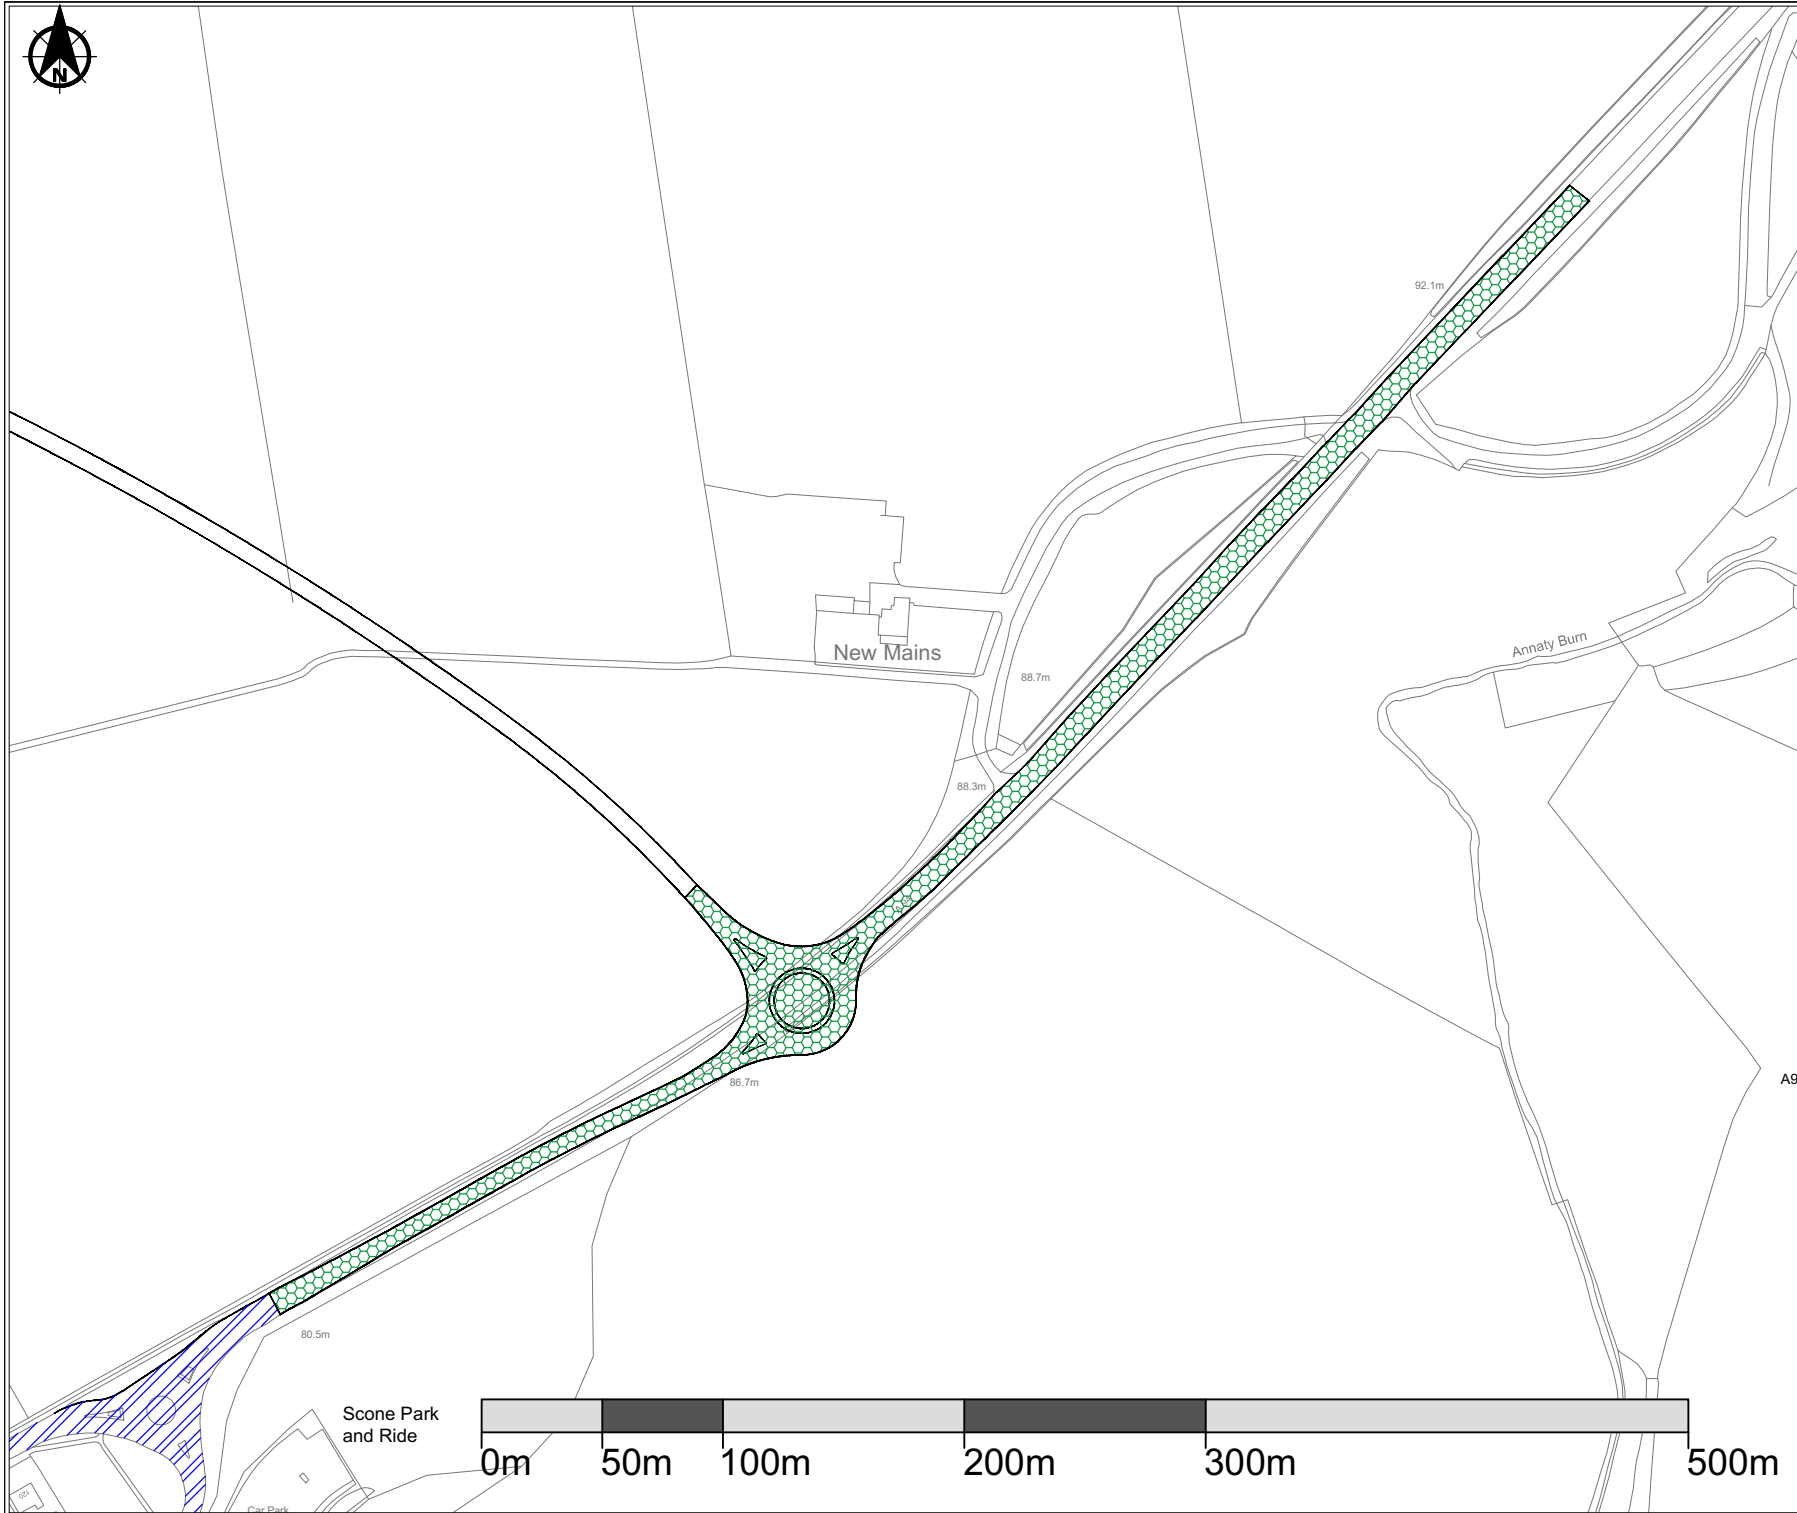 N
92.1m
New Mains
Annaty Burn
88.7m
88.3m
86.7m
A9
80.5m
Scone Park
and Ride
0m 50m 100m 200m 300m 500m
120
Car Park